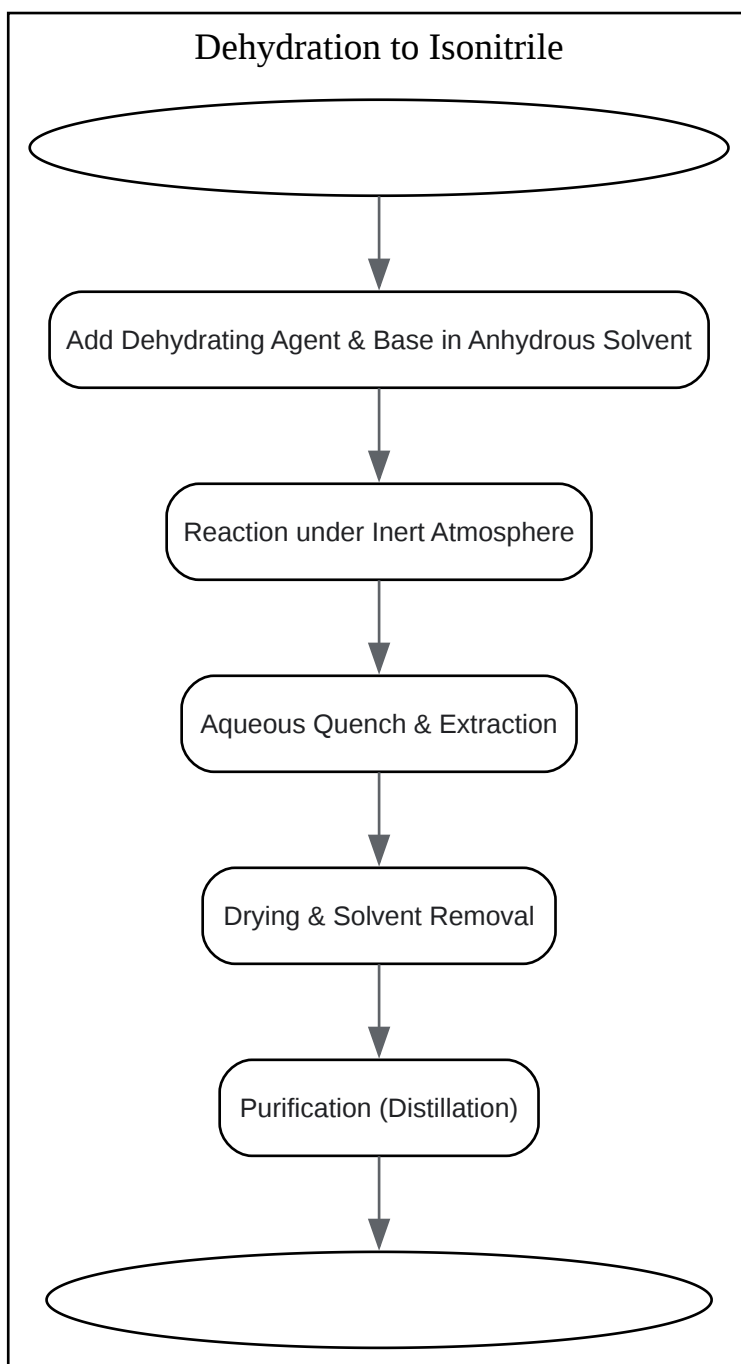 Dehydration to Isonitrile
Add Dehydrating Agent & Base in Anhydrous Solvent
Reaction under Inert Atmosphere
Aqueous Quench & Extraction
Drying & Solvent Removal
Purification (Distillation)